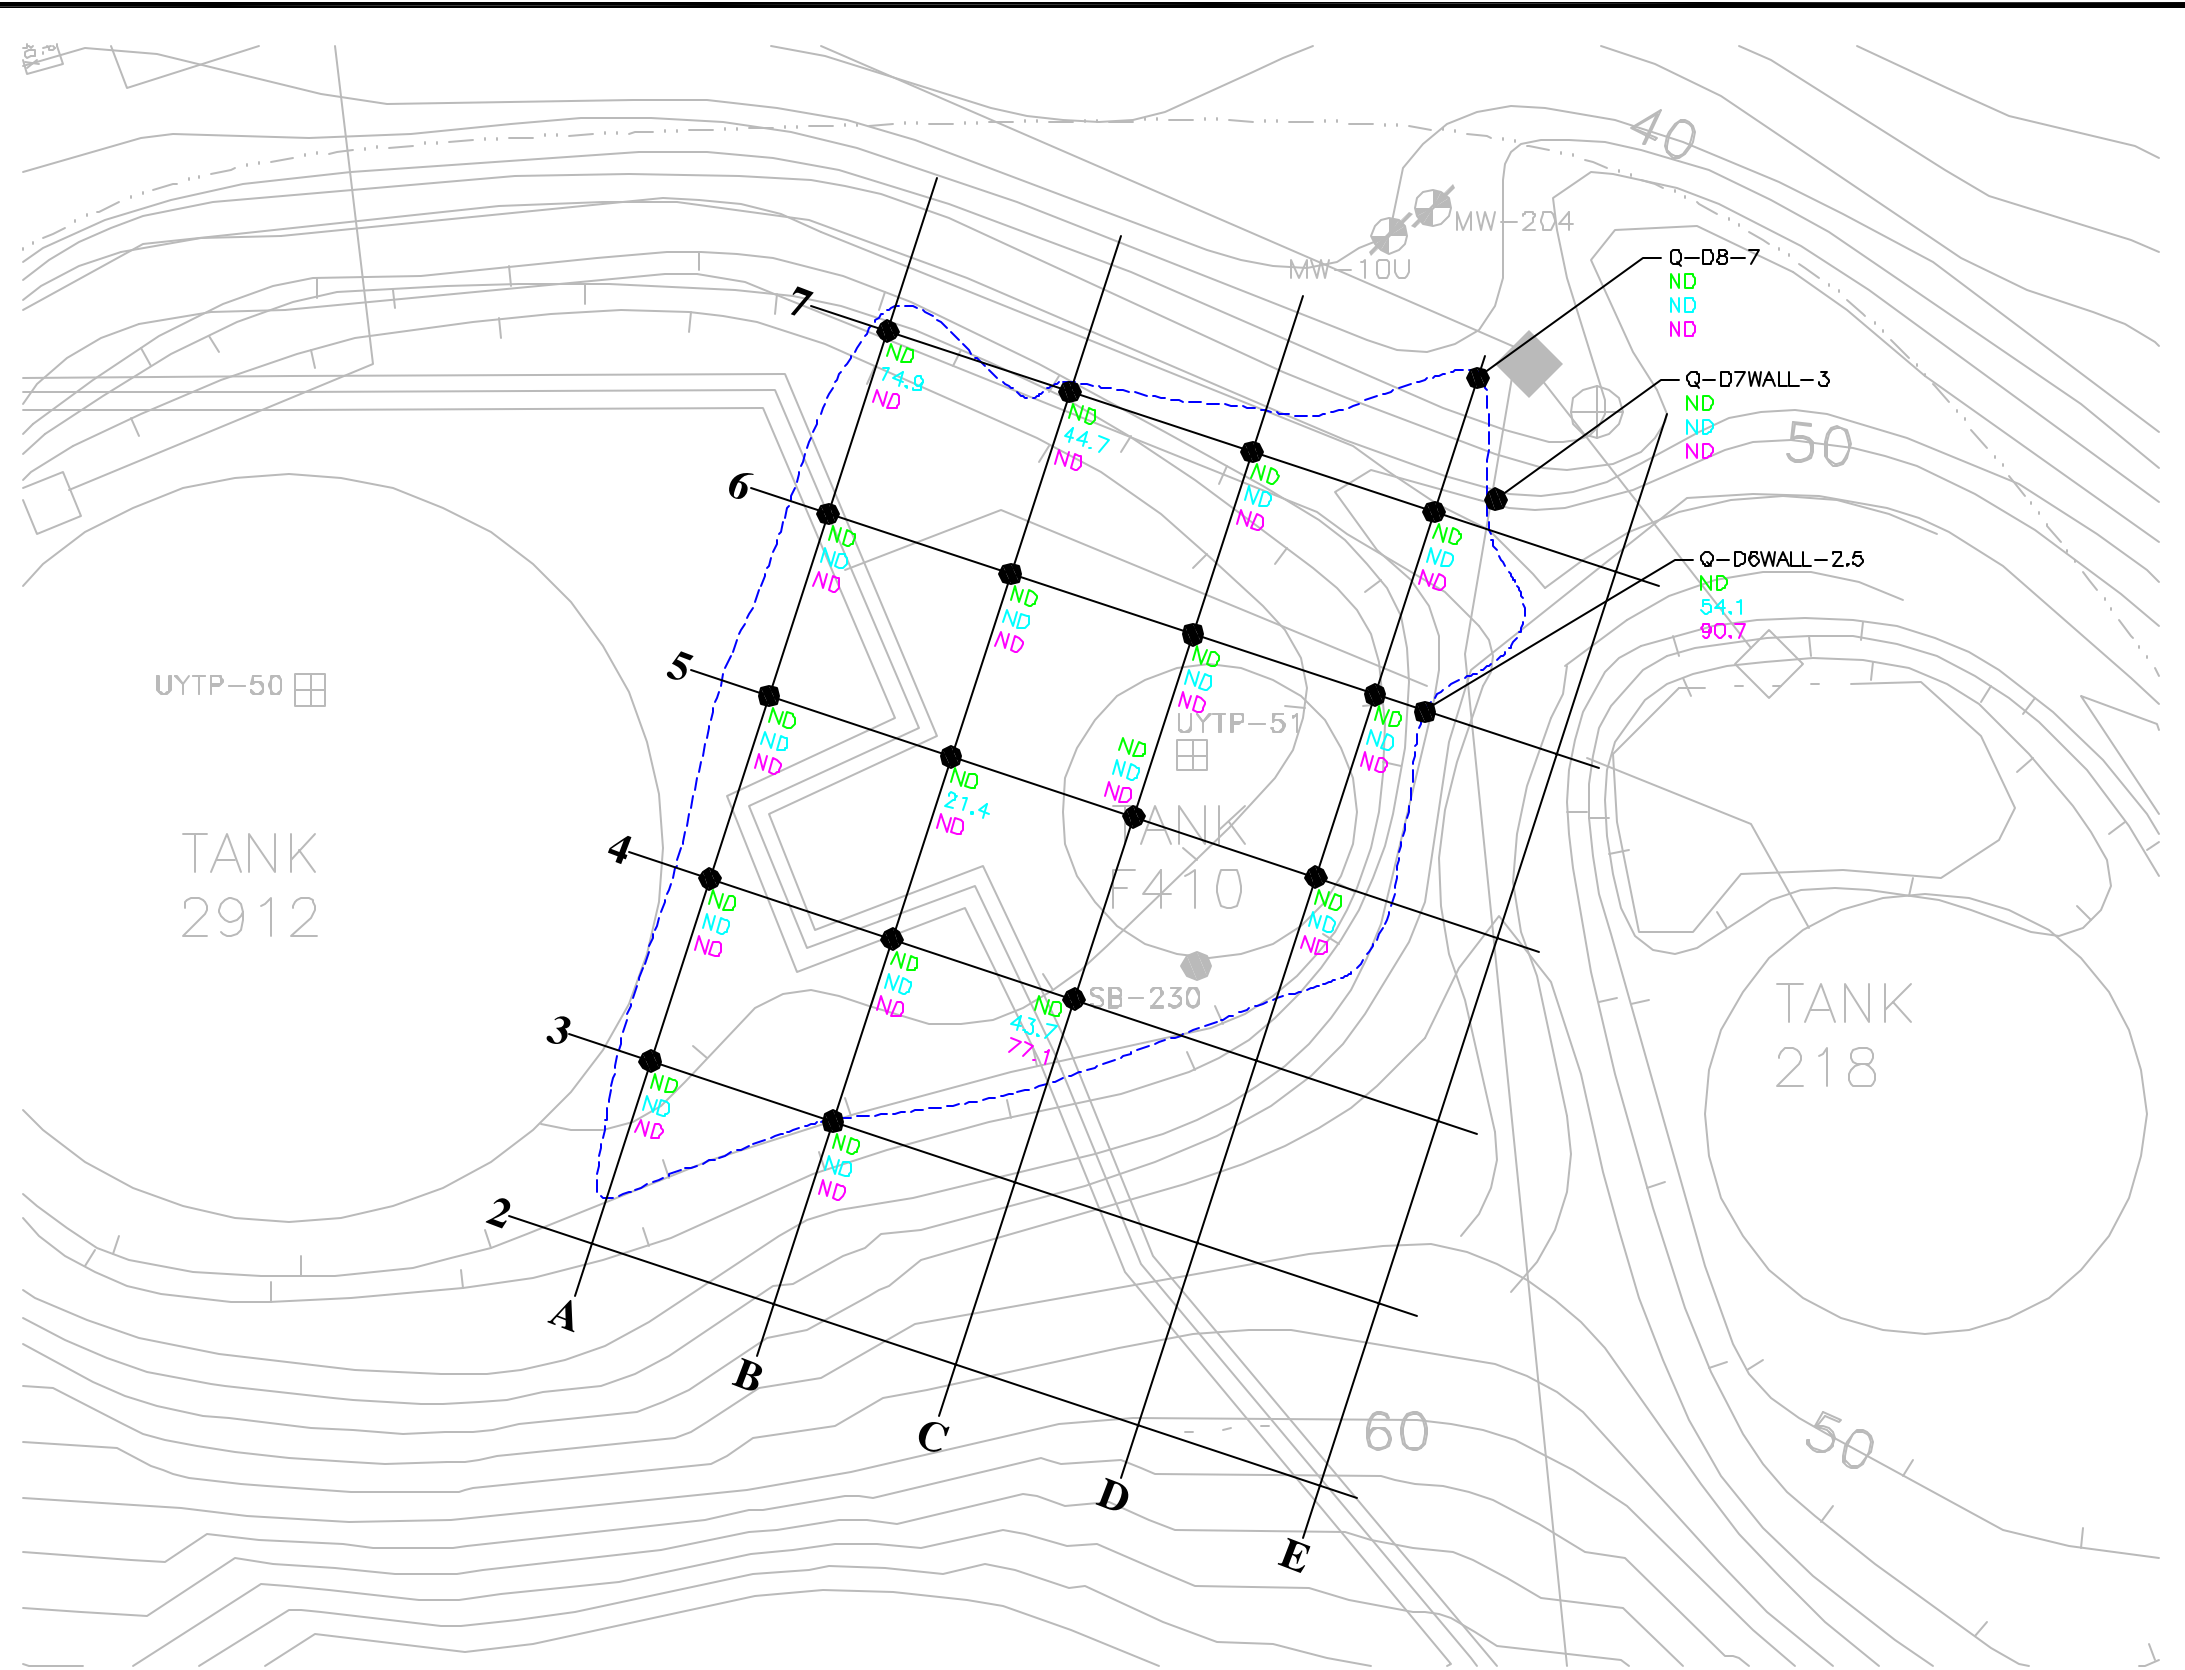 40
MW-204
MW-10U
Q-D8-7
ND
ND
ND
7
ND
74.9
ND
Q-D7WALL-3
ND
ND
ND
ND
44.7
ND
50
6
ND
ND
ND
ND
ND
ND
ND
ND
ND
Q-D6WALL-2.5
ND
54.1
90.7
ND
ND
ND
5
UYTP-50
ND
ND
ND
UYTP-51
ND
ND
ND
ND
ND
ND
ND
ND
ND
ND
21.4
ND
TANK
2912
TANK
F410
4
ND
ND
ND
ND
ND
ND
ND
ND
ND
SB-230
ND
43.7
77.1
TANK
218
3
ND
ND
ND
ND
ND
ND
2
A
B
C
D
E
60
50